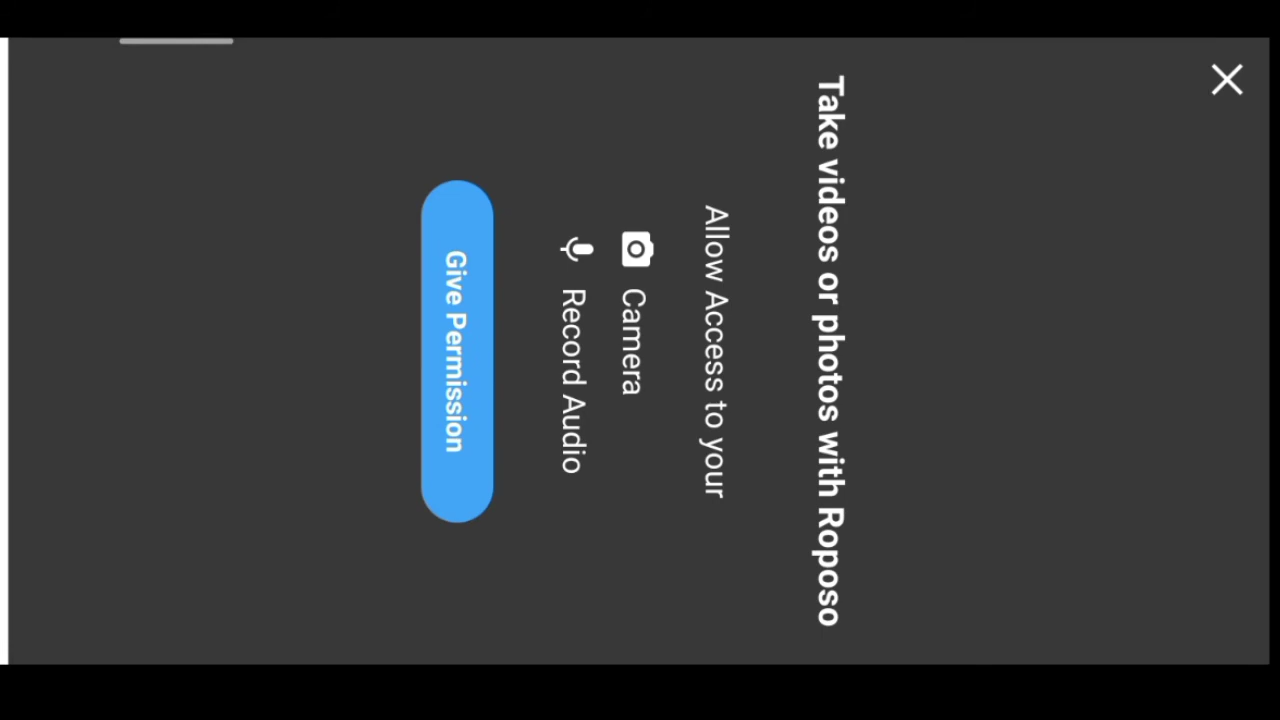 Take videos or photos with Roposo
Allow Access to your
Camera
Record Audio
Give Permission